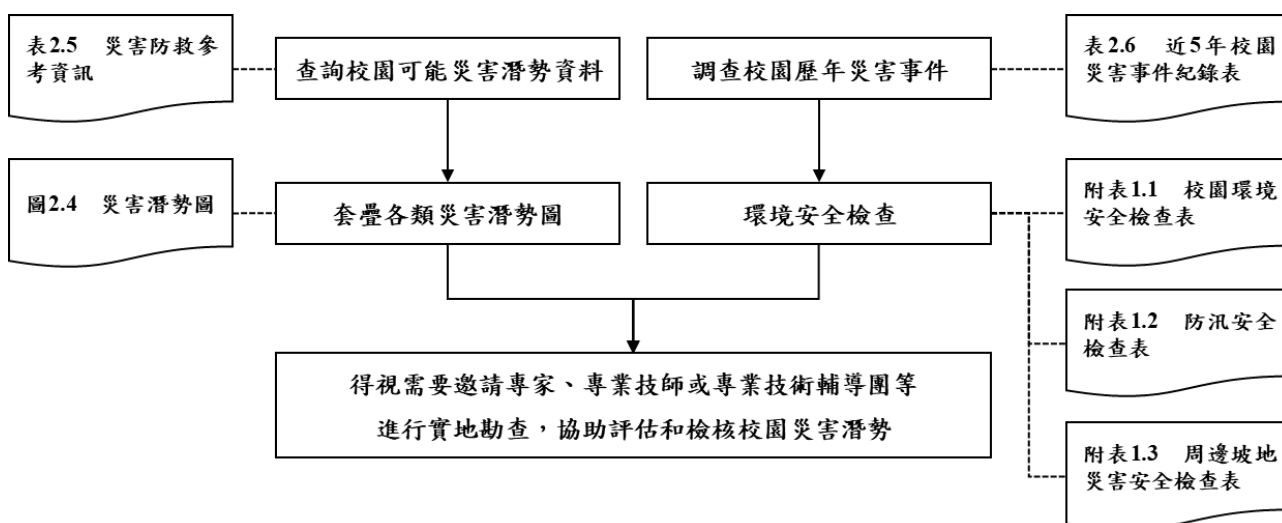 表2.5 災害防救參
考資訊
查詢校園可能災害潛勢資料
調查校園歷年災害事件
表2.6 近5年校園
災害事件紀錄表
圖2.4 災害潛勢圖
套疊各類災害潛勢圖
環境安全檢查
附表1.1 校園環境
安全檢查表
附表1.2 防汛安全
檢查表
得視需要邀請專家、專業技師或專業技術輔導團等
進行實地勘查，協助評估和檢核校園災害潛勢
附表1.3 周邊坡地
災害安全檢查表